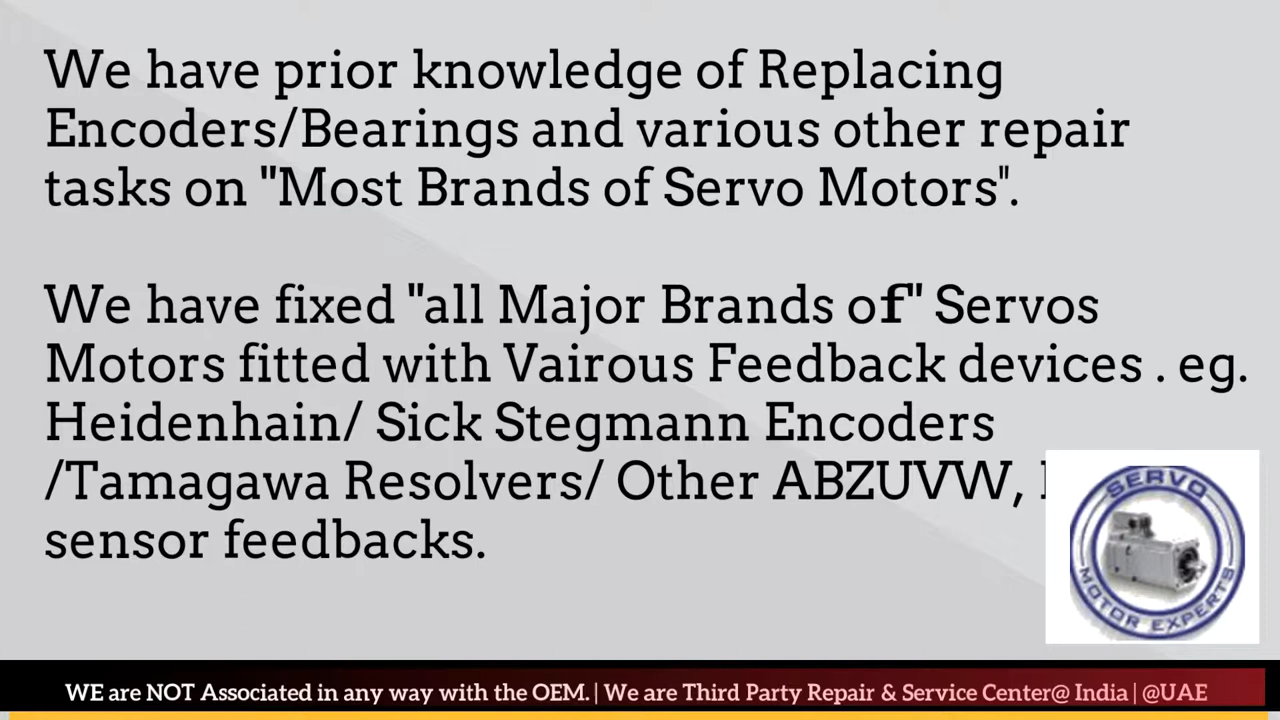 We have prior knowledge of Replacing
Encoders/Bearings and various other repair
tasks on "Most Brands of Servo Motors".
We have fixed "all Major Brands of" Servos
Motors fitted with Vairous Feedback devices . eg.
Heidenhain/ Sick Stegmann Encoders
/Tamagawa Resolvers/ Other ABZUVW,
sensor feedbacks.
SERVO
MOTOR EXPERTS
WE are NOT Associated in any way with the OEM. | We are Third Party Repair & Service Center@ India | @UAE